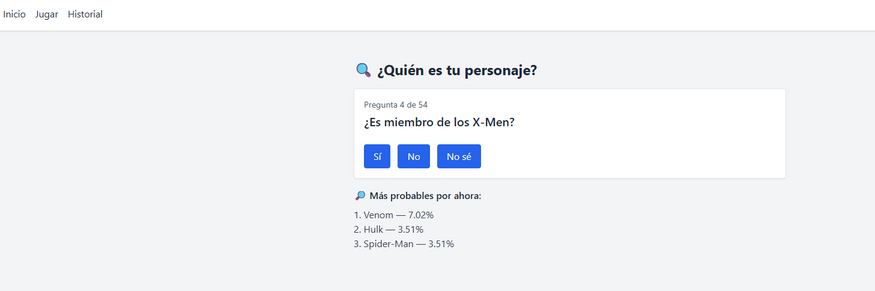 Inicio Jugar Historial
🔍 ¿Quién es tu personaje?
Pregunta 4 de 54
¿Es miembro de los X-Men?
Sí No No sé
🔎 Más probables por ahora:
1. Venom — 7.02%
2. Hulk — 3.51%
3. Spider-Man — 3.51%